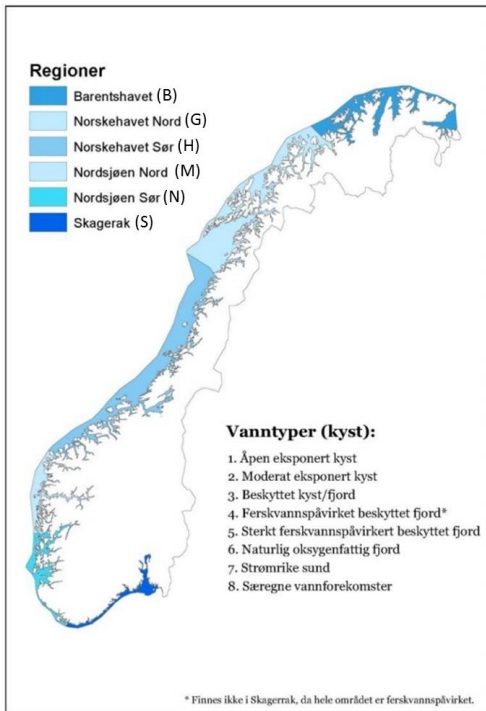 Regioner
Barentshavet (B)
Norskehavet Nord (G)
Norskehavet Sør (H)
Nordsjøen Nord (M)
Nordsjøen Sør (N)
Skagerak (S)
Vanntyper (kyst):
1. Åpen eksponert kyst
2. Moderat eksponert kyst
3. Beskyttet kyst/fjord
4. Ferskvannspåvirket beskyttet fjord*
5. Sterkt ferskvannspåvirkert beskyttet fjord
6. Naturlig oksygenfattig fjord
7. Strømrike sund
8. Særegne vannforekomster
* Finnes ikke i Skagerrak, da hele området er ferskvannspåvirket.